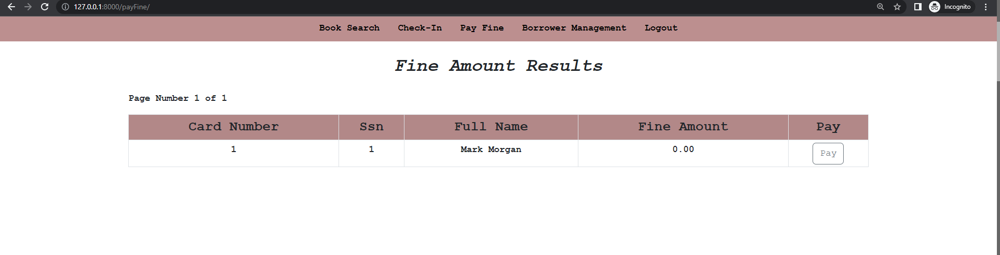 127.0.0.1:8000/payFine/ Incognito
Book Search Check-In Pay Fine Borrower Management Logout
Fine Amount Results
Page Number 1 of 1
Card Number Ssn Full Name Fine Amount Pay
1 1 Mark Morgan 0.00 Pay